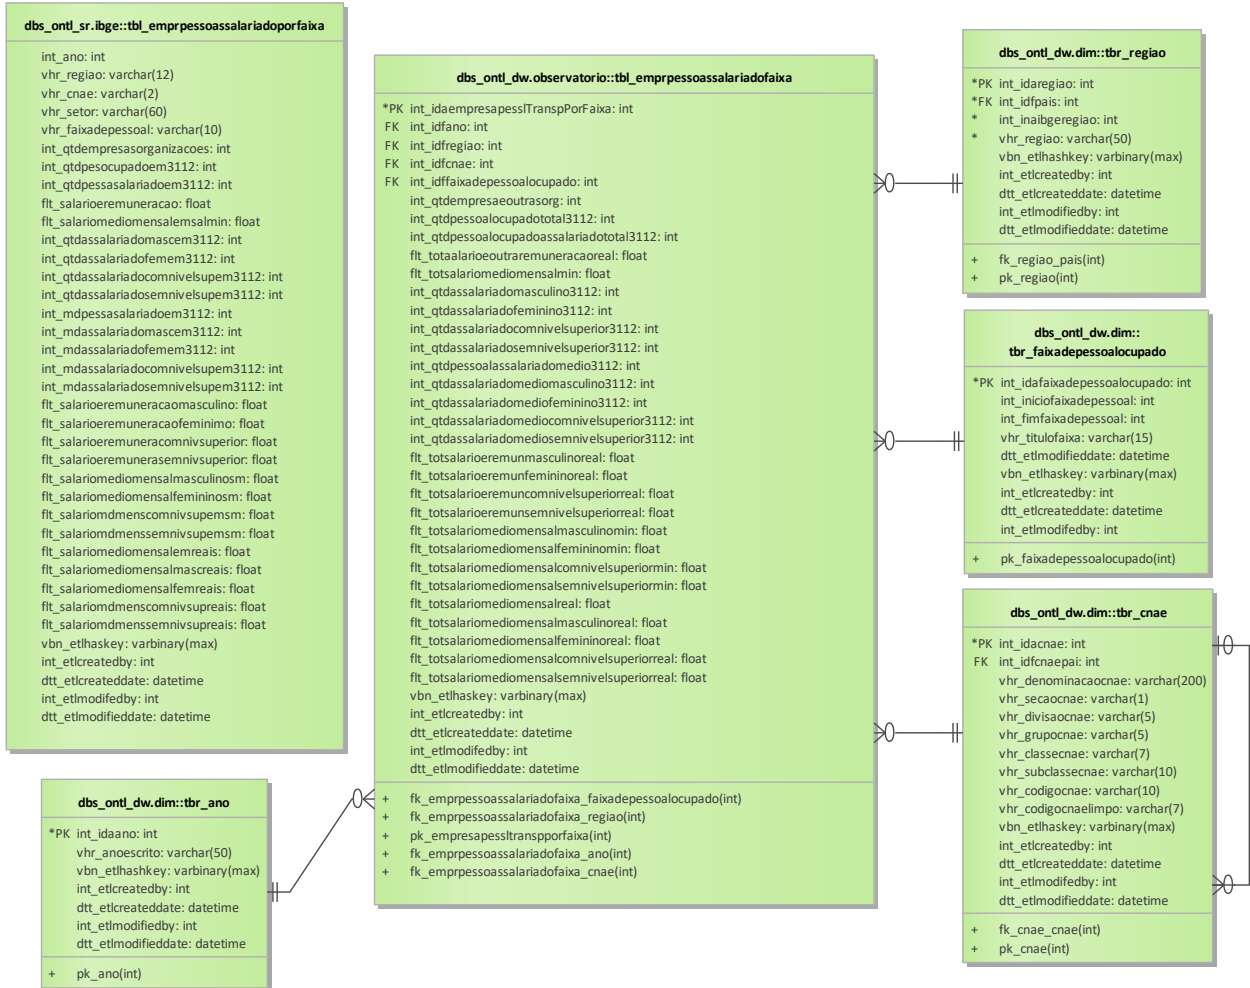 dbs_ontl_sr.ibge::tbl_emprpessoassalariadoporfaixa
int_ano: int
vhr_regiao: varchar(12)
vhr_cnae: varchar(2)
vhr_setor: varchar(60)
vhr_faixadepessoal: varchar(10)
int_qtdempresasorganizacoes: int
int_qtdpesocupadoem3112: int
int_qtdpessasalariadoem3112: int
flt_salarioeremuneracao: float
flt_salariomediomensalemsalmin: float
int_qtdassalariadomascem3112: int
int_qtdassalariadofemem3112: int
int_qtdassalariadocomnivelsupem3112: int
int_qtdassalariadosemnivelsupem3112: int
int_mdpessasalariadoem3112: int
int_mdassalariadomascem3112: int
int_mdassalariadofemem3112: int
int_mdassalariadocomnivelsupem3112: int
int_mdassalariadosemnivelsupem3112: int
flt_salarioeremuneracaomasculino: float
flt_salarioeremuneracaofeminimo: float
flt_salarioeremuneracomnivsuperior: float
flt_salarioeremunerasemnivsuperior: float
flt_salariomediomensalmasculinosm: float
flt_salariomediomensalfemininosm: float
flt_salariomdmenscomnivsupemsm: float
flt_salariomdmenssemnivsupemsm: float
flt_salariomediomensalemreais: float
flt_salariomediomensalmascreais: float
flt_salariomediomensalfemreais: float
flt_salariomdmenscomnivsupreais: float
flt_salariomdmenssemnivsupreais: float
vbn_etlhaskey: varbinary(max)
int_etlcreatedby: int
dtt_etlcreateddate: datetime
int_etlmodifedby: int
dtt_etlmodifieddate: datetime
dbs_ontl_dw.dim::tbr_ano
*PK int_idaano: int
vhr_anoescrito: varchar(50)
vbn_etlhashkey: varbinary(max)
int_etlcreatedby: int
dtt_etlcreateddate: datetime
int_etlmodifiedby: int
dtt_etlmodifieddate: datetime
+ pk_ano(int)
dbs_ontl_dw.observatorio::tbl_emprpessoassalariadofaixa
*PK int_idaempresapesslTranspPorFaixa: int
FK int_idfano: int
FK int_idfregiao: int
FK int_idfcnae: int
FK int_idffaixadepessoalocupado: int
int_qtdempresaeoutrasorg: int
int_qtdpessoalocupadototal3112: int
int_qtdpessoalocupadoassalariadototal3112: int
flt_totaalarioeoutraremuneracaoreal: float
flt_totasalariomediomensalmin: float
int_qtdassalariadomasculino3112: int
int_qtdassalariadofeminino3112: int
int_qtdassalariadocomnivelsuperior3112: int
int_qtdassalariadosemnivelsuperior3112: int
int_qtdpessoalassalariadomedio3112: int
int_qtdassalariadomediomasculino3112: int
int_qtdassalariadomediofeminino3112: int
int_qtdassalariadomediocomnivelsuperior3112: int
int_qtdassalariadomediosemnivelsuperior3112: int
flt_totsalarioeremunmasculinoreal: float
flt_totsalarioeremunfemininoreal: float
flt_totsalarioeremuncomnivelsuperiorreal: float
flt_totsalarioeremunsemnivelsuperiorreal: float
flt_totsalariomediomensalmasculinomin: float
flt_totsalariomediomensalfemininomin: float
flt_totsalariomediomensalcomnivelsuperiormin: float
flt_totsalariomediomensalsemnivelsuperiormin: float
flt_totsalariomediomensalreal: float
flt_totsalariomediomensalmasculinoreal: float
flt_totsalariomediomensalfemininoreal: float
flt_totsalariomediomensalcomnivelsuperiorreal: float
flt_totsalariomediomensalsemnivelsuperiorreal: float
vbn_etlhaskey: varbinary(max)
int_etlcreatedby: int
dtt_etlcreateddate: datetime
int_etlmodifedby: int
dtt_etlmodifieddate: datetime
+ fk_emprpessoassalariadofaixa_faixadepessoalocupado(int)
+ fk_emprpessoassalariadofaixa_regiao(int)
+ pk_empresapessltranspporfaixa(int)
+ fk_emprpessoassalariadofaixa_ano(int)
+ fk_emprpessoassalariadofaixa_cnae(int)
dbs_ontl_dw.dim::tbr_regiao
*PK int_idaregiao: int
*FK int_idfpais: int
* int_inaibgeregiao: int
* vhr_regiao: varchar(50)
vbn_etlhashkey: varbinary(max)
int_etlcreatedby: int
dtt_etlcreateddate: datetime
int_etlmodifiedby: int
dtt_etlmodifieddate: datetime
+ fk_regiao_pais(int)
+ pk_regiao(int)
dbs_ontl_dw.dim::
tbr_faixadepessoalocupado
*PK int_idafaixadepessoalocupado: int
int_iniciofaixadepessoal: int
int_fimfaixadepessoal: int
vhr_titulofaixa: varchar(15)
dtt_etlmodifieddate: datetime
vbn_etlhaskey: varbinary(max)
int_etlcreatedby: int
dtt_etlcreateddate: datetime
int_etlmodifedby: int
+ pk_faixadepessoalocupado(int)
dbs_ontl_dw.dim::tbr_cnae
*PK int_idacnae: int
FK int_idfcnaepai: int
vhr_denominacaocnae: varchar(200)
vhr_secaocnae: varchar(1)
vhr_divisaocnae: varchar(5)
vhr_grupocnae: varchar(5)
vhr_classecnae: varchar(7)
vhr_subclassecnae: varchar(10)
vhr_codigocnae: varchar(10)
vhr_codigocnaelimpo: varchar(7)
vbn_etlhaskey: varbinary(max)
int_etlcreatedby: int
dtt_etlcreateddate: datetime
int_etlmodifedby: int
dtt_etlmodifieddate: datetime
+ fk_cnae_cnae(int)
+ pk_cnae(int)